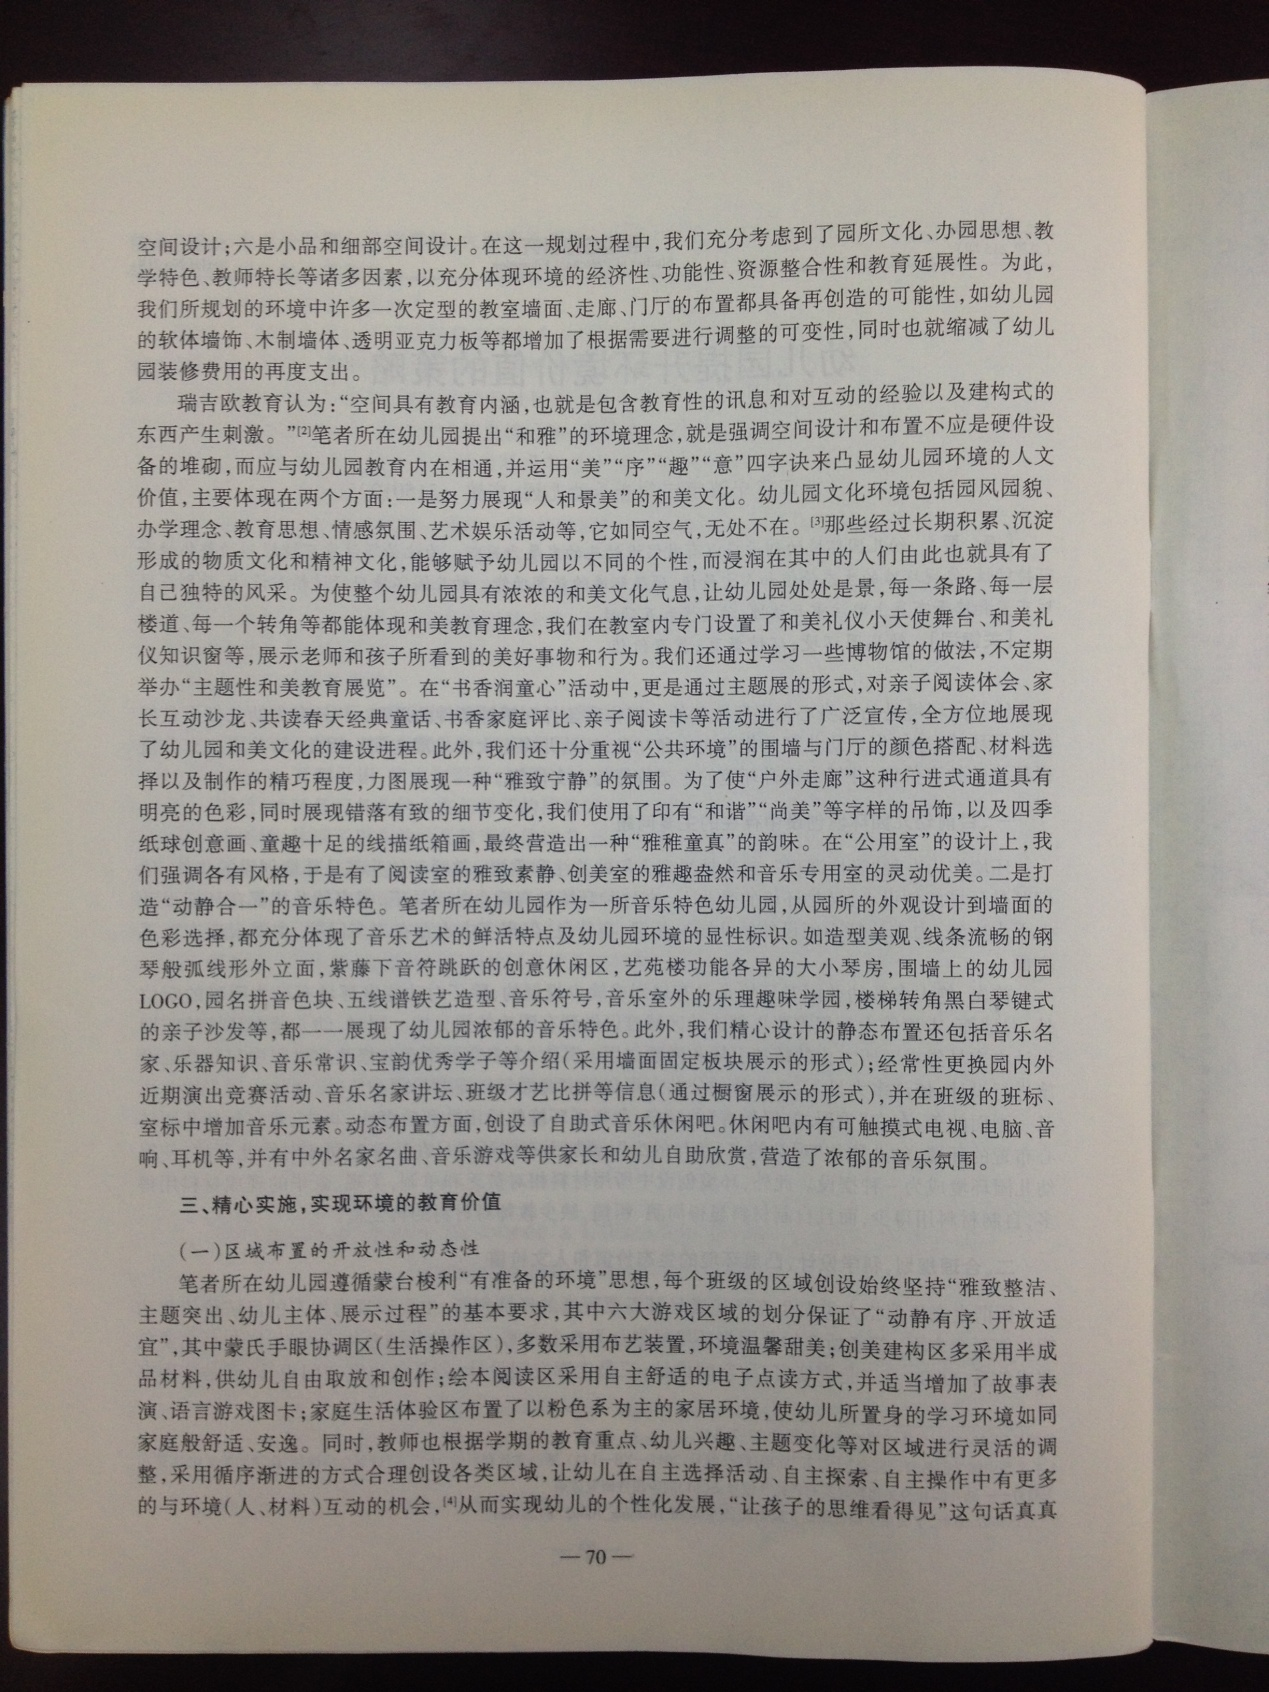 空间设计;六是小品和细部空间设计。在这一规划过程中,我们充分考虑到了园所文化、办园思想、教
学特色、教师特长等诸多因素,以充分体现环境的经济性、功能性、资源整合性和教育延展性。为此,
我们所规划的环境中许多一次定型的教室墙面、走廊、门厅的布置都具备再创造的可能性,如幼儿园
的软体墙饰、木制墙体、透明亚克力板等都增加了根据需要进行调整的可变性,同时也就缩减了幼儿
园装修费用的再度支出。
瑞吉欧教育认为:“空间具有教育内涵,也就是包含教育性的讯息和对互动的经验以及建构式的
东西产生刺激。”[2]笔者所在幼儿园提出“和雅”的环境理念,就是强调空间设计和布置不应是硬件设
备的堆砌,而应与幼儿园教育内在相通,并运用“美”“序”“趣”“意”四字诀来凸显幼儿园环境的人文
价值,主要体现在两个方面:一是努力展现“人和景美”的和美文化。幼儿园文化环境包括园风园貌、
办学理念、教育思想、情感氛围、艺术娱乐活动等,它如同空气,无处不在。[3]那些经过长期积累、沉淀
形成的物质文化和精神文化,能够赋予幼儿园以不同的个性,而浸润在其中的人们由此也就具有了
自己独特的风采。为使整个幼儿园具有浓浓的和美文化气息,让幼儿园处处是景,每一条路、每一层
楼道、每一个转角等都能体现和美教育理念,我们在教室内专门设置了和美礼仪小天使舞台、和美礼
仪知识窗等,展示老师和孩子所看到的美好事物和行为。我们还通过学习一些博物馆的做法,不定期
举办“主题性和美教育展览”。在“书香润童心”活动中,更是通过主题展的形式,对亲子阅读体会、家
长互动沙龙、共读春天经典童话、书香家庭评比、亲子阅读卡等活动进行了广泛宣传,全方位地展现
了幼儿园和美文化的建设进程。此外,我们还十分重视“公共环境”的围墙与门厅的颜色搭配、材料选
择以及制作的精巧程度,力图展现一种“雅致宁静”的氛围。为了使“户外走廊”这种行进式通道具有
明亮的色彩,同时展现错落有致的细节变化,我们使用了印有“和谐”“尚美”等字样的吊饰,以及四季
纸球创意画、童趣十足的线描纸箱画,最终营造出一种“雅稚童真”的韵味。在“公用室”的设计上,我
们强调各有风格,于是有了阅读室的雅致素静、创美室的雅趣盎然和音乐专用室的灵动优美。二是打
造“动静合一”的音乐特色。笔者所在幼儿园作为一所音乐特色幼儿园,从园所的外观设计到墙面的
色彩选择,都充分体现了音乐艺术的鲜活特点及幼儿园环境的显性标识。如造型美观、线条流畅的钢
琴般弧线形外立面,紫藤下音符跳跃的创意休闲区,艺苑楼功能各异的大小琴房,围墙上的幼儿园
LOGO,园名拼音色块、五线谱铁艺造型、音乐符号,音乐室外的乐理趣味学园,楼梯转角黑白琴键式
的亲子沙发等,都一一展现了幼儿园浓郁的音乐特色。此外,我们精心设计的静态布置还包括音乐名
家、乐器知识、音乐常识、宝韵优秀学子等介绍(采用墙面固定板块展示的形式);经常性更换园内外
近期演出竞赛活动、音乐名家讲坛、班级才艺比拼等信息(通过橱窗展示的形式),并在班级的班标、
室标中增加音乐元素。动态布置方面,创设了自助式音乐休闲吧。休闲吧内有可触摸式电视、电脑、音
响、耳机等,并有中外名家名曲、音乐游戏等供家长和幼儿自助欣赏,营造了浓郁的音乐氛围。
三、精心实施,实现环境的教育价值
(一)区域布置的开放性和动态性
笔者所在幼儿园遵循蒙台梭利“有准备的环境”思想,每个班级的区域创设始终坚持“雅致整洁、
主题突出、幼儿主体、展示过程”的基本要求,其中六大游戏区域的划分保证了“动静有序、开放适
宜”,其中蒙氏手眼协调区(生活操作区),多数采用布艺装置,环境温馨甜美;创美建构区多采用半成
品材料,供幼儿自由取放和创作;绘本阅读区采用自主舒适的电子点读方式,并适当增加了故事表
演、语言游戏图卡;家庭生活体验区布置了以粉色系为主的家居环境,使幼儿所置身的学习环境如同
家庭般舒适、安逸。同时,教师也根据学期的教育重点、幼儿兴趣、主题变化等对区域进行灵活的调
整,采用循序渐进的方式合理创设各类区域,让幼儿在自主选择活动、自主探索、自主操作中有更多
的与环境(人、材料)互动的机会,[4]从而实现幼儿的个性化发展,“让孩子的思维看得见”这句话真真
—70—